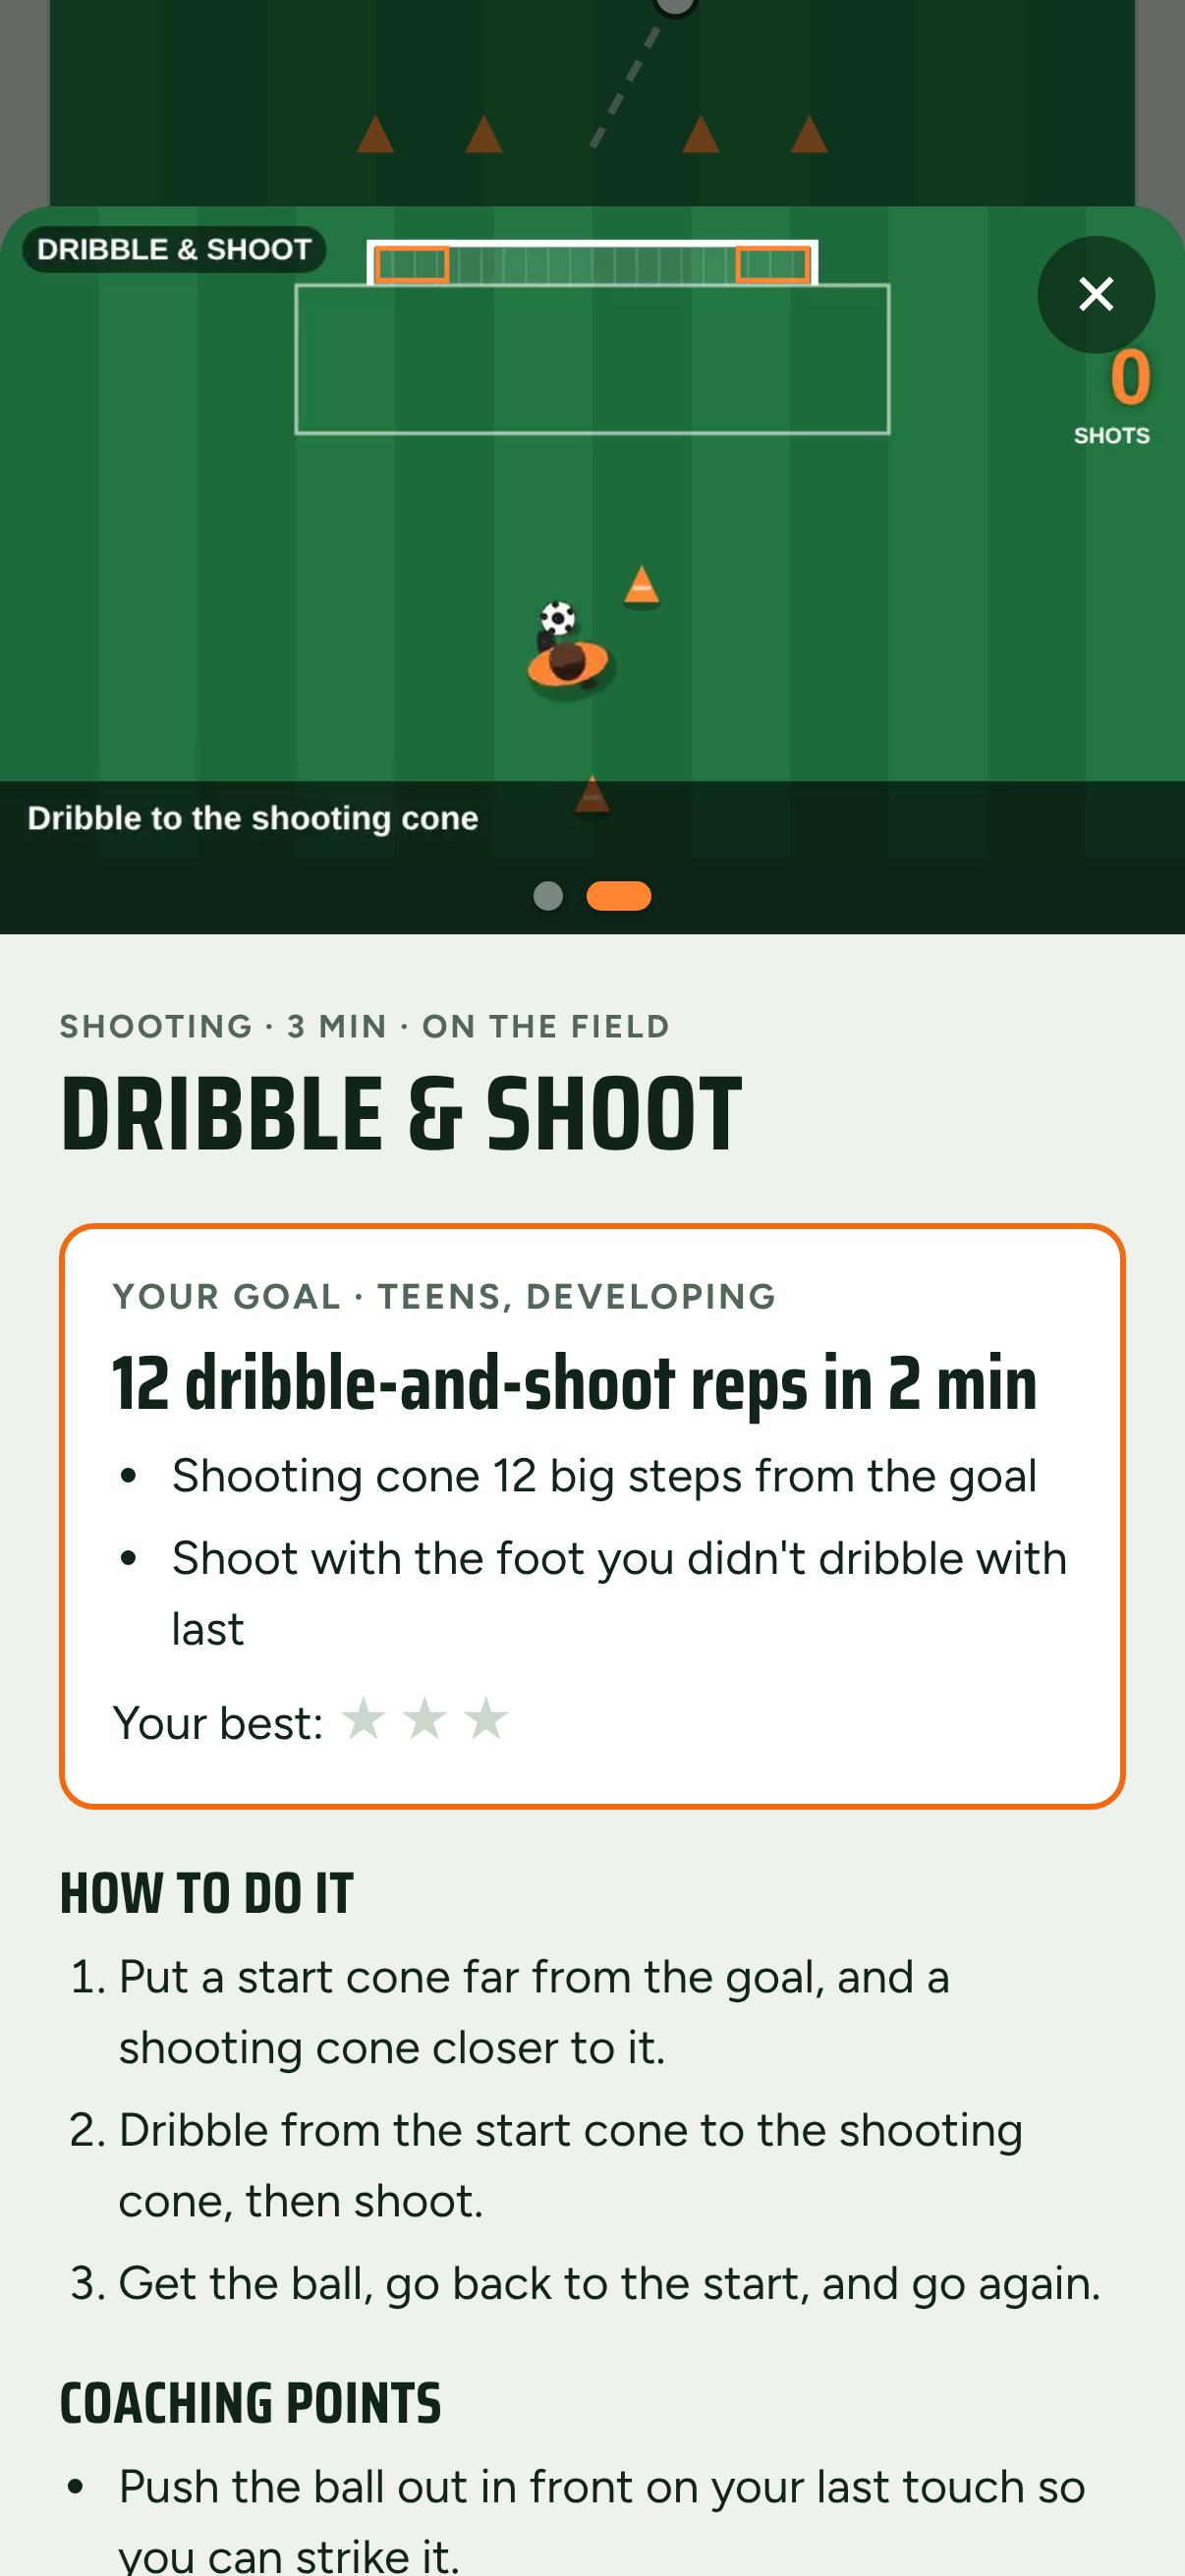 DRIBBLE & SHOOT
0
SHOTS
Dribble to the shooting cone
SHOOTING · 3 MIN · ON THE FIELD
DRIBBLE & SHOOT
YOUR GOAL · TEENS, DEVELOPING
12 dribble-and-shoot reps in 2 min
• Shooting cone 12 big steps from the goal
• Shoot with the foot you didn't dribble with
last
Your best: ★ ★ ★
HOW TO DO IT
1. Put a start cone far from the goal, and a
shooting cone closer to it.
2. Dribble from the start cone to the shooting
cone, then shoot.
3. Get the ball, go back to the start, and go again.
COACHING POINTS
• Push the ball out in front on your last touch so
you can strike it.